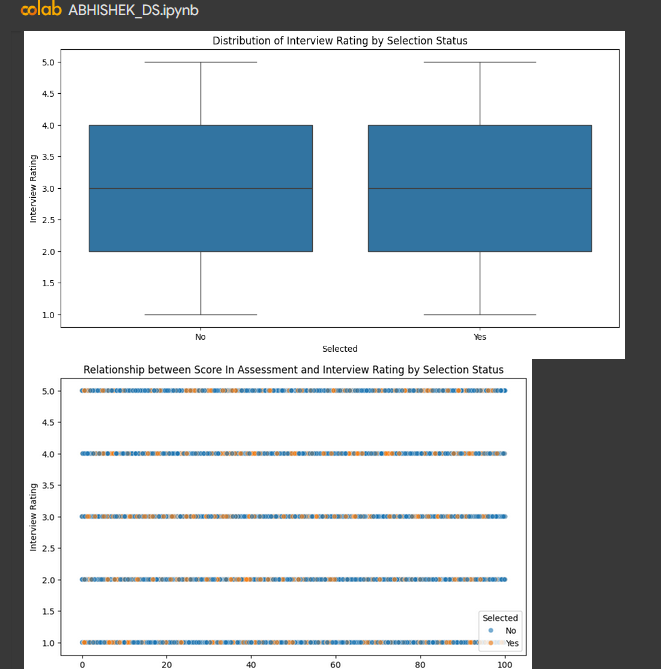 colab ABHISHEK_DS.ipynb
Distribution of Interview Rating by Selection Status
5.0
4.5
4.0
3.5
3.0
2.5
2.0
1.5
1.0
Interview Rating
No Yes
Selected
Relationship between Score In Assessment and Interview Rating by Selection Status
5.0
4.5
4.0
3.5
3.0
2.5
2.0
1.5
1.0
Interview Rating
Selected
No
Yes
0 20 40 60 80 100